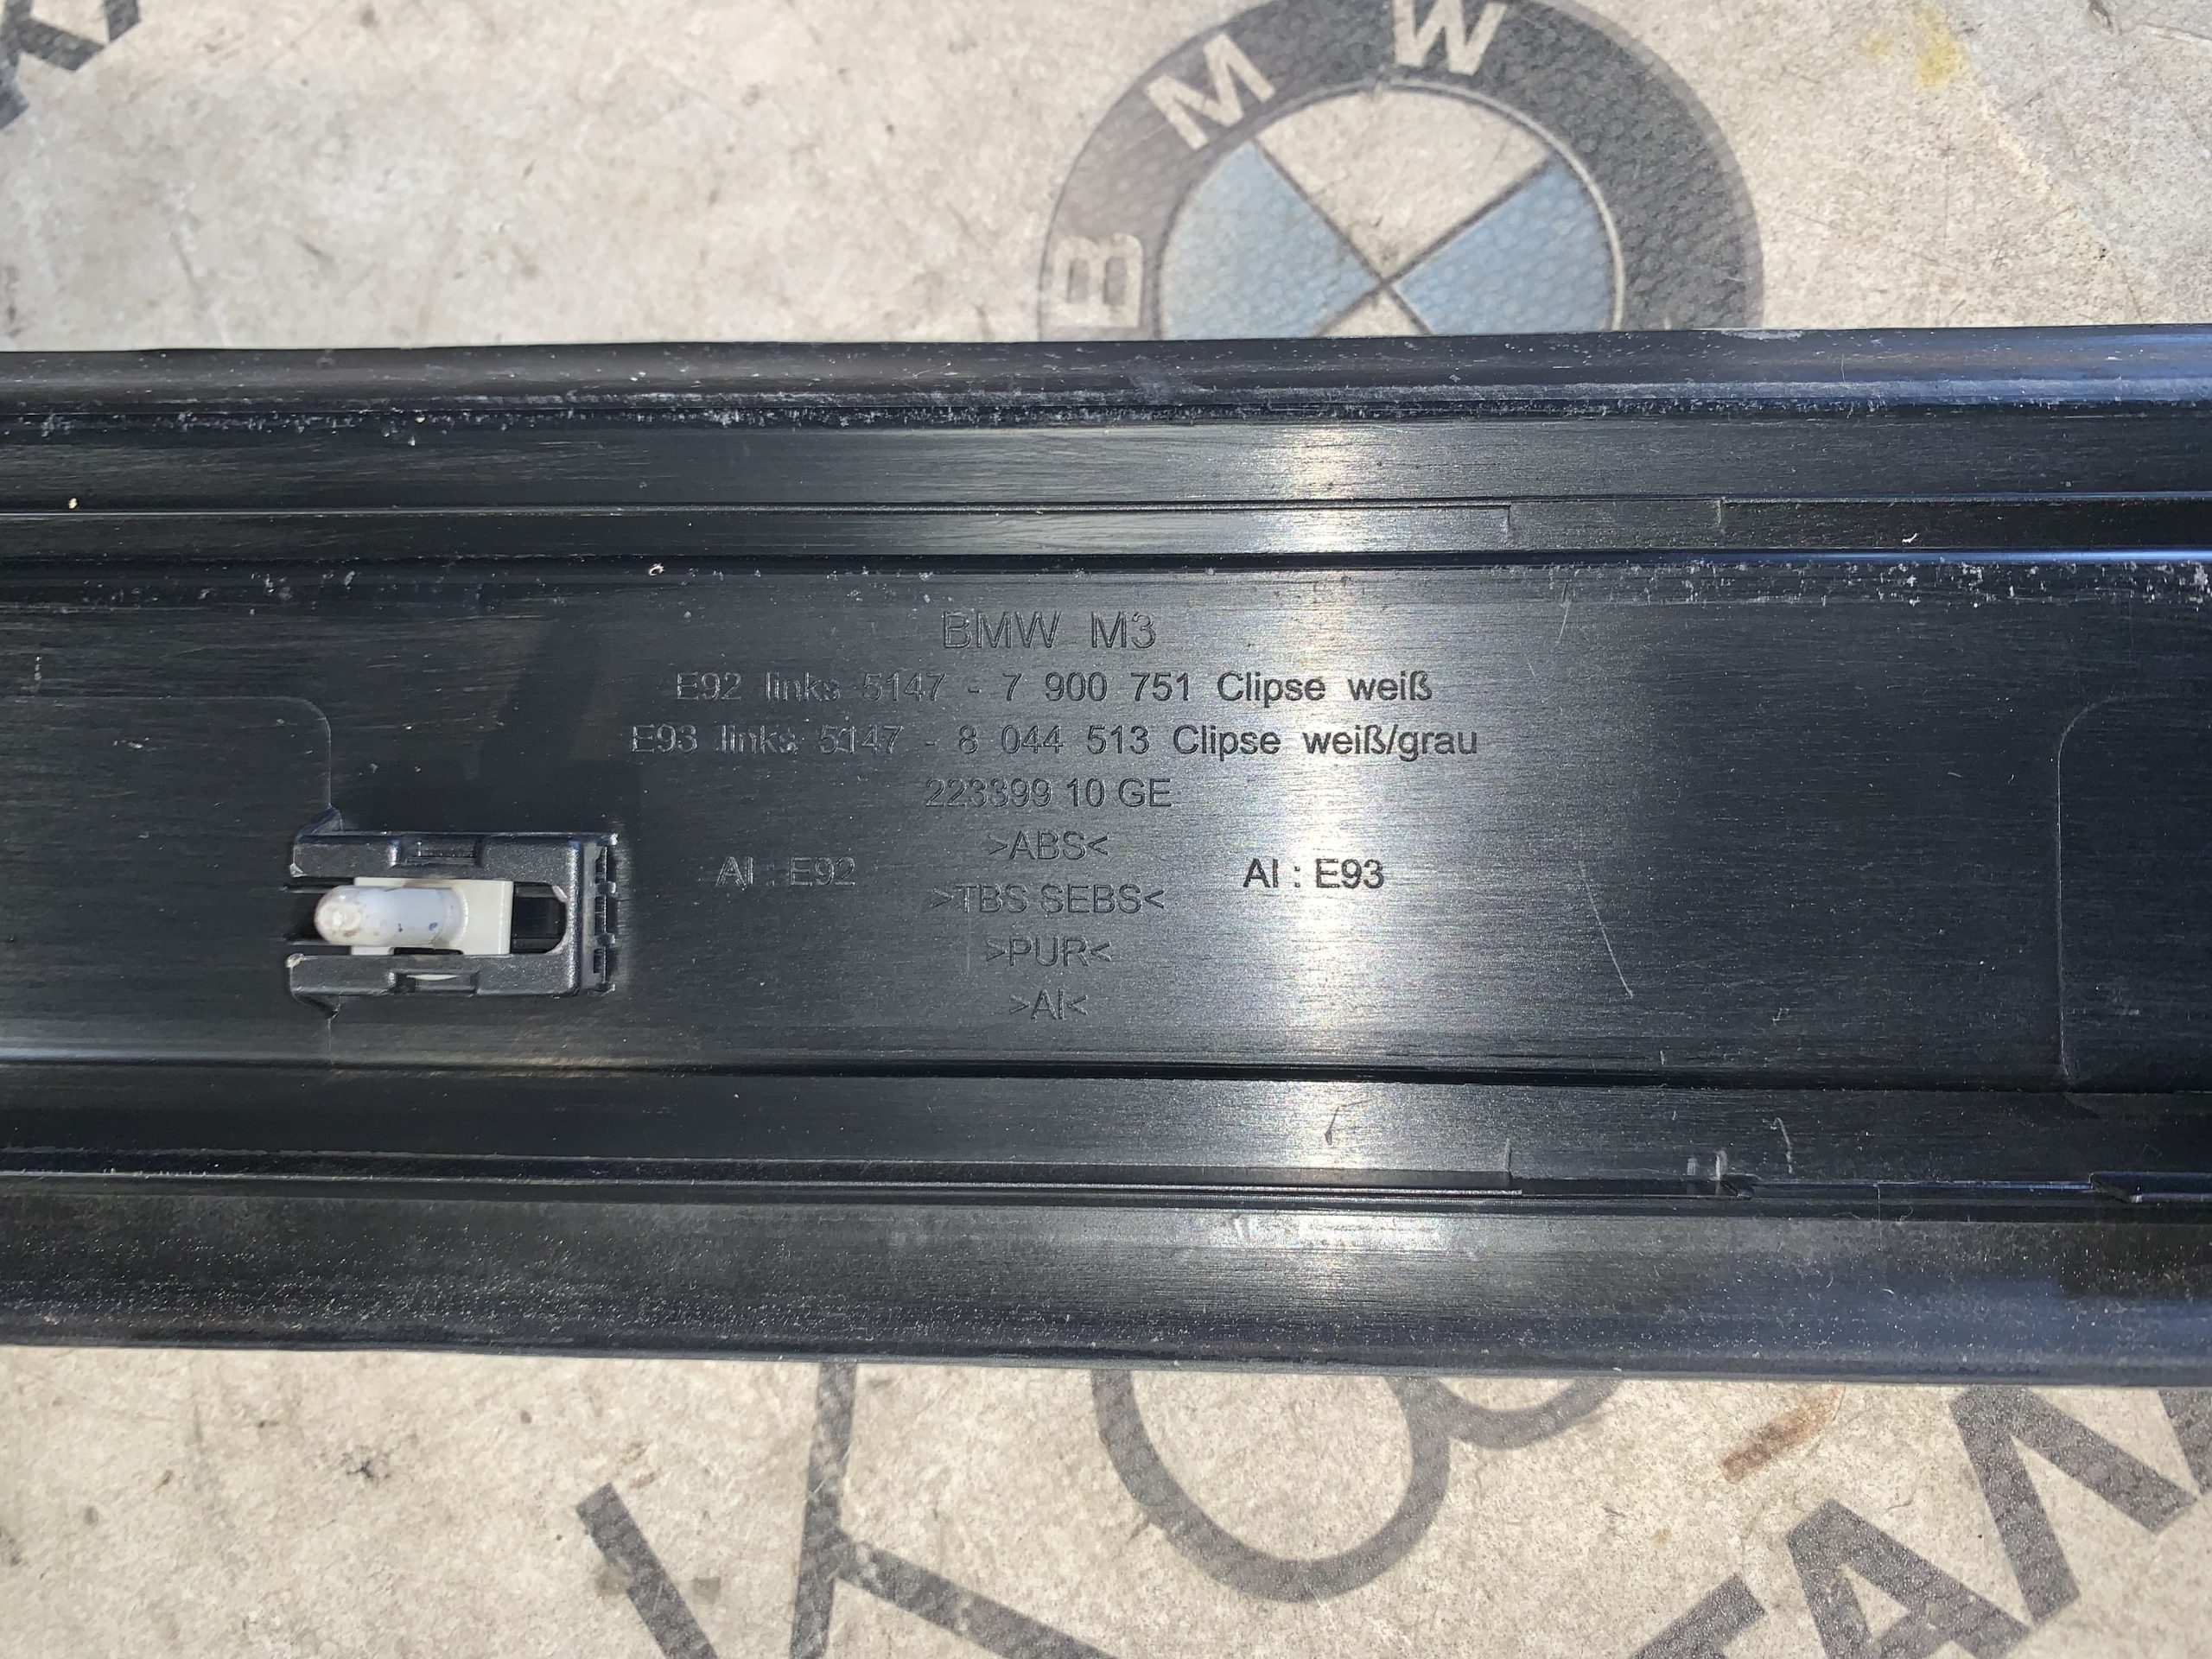 BMW
BMW M3
E92 links 5147 - 7 900 751 Clipse weiß
E93 links 5147 - 8 044 513 Clipse weiß/grau
223399 10 GE
>ABS<
AI : E92
AI : E93
>TBS SEBS<
>PUR<
>AI<